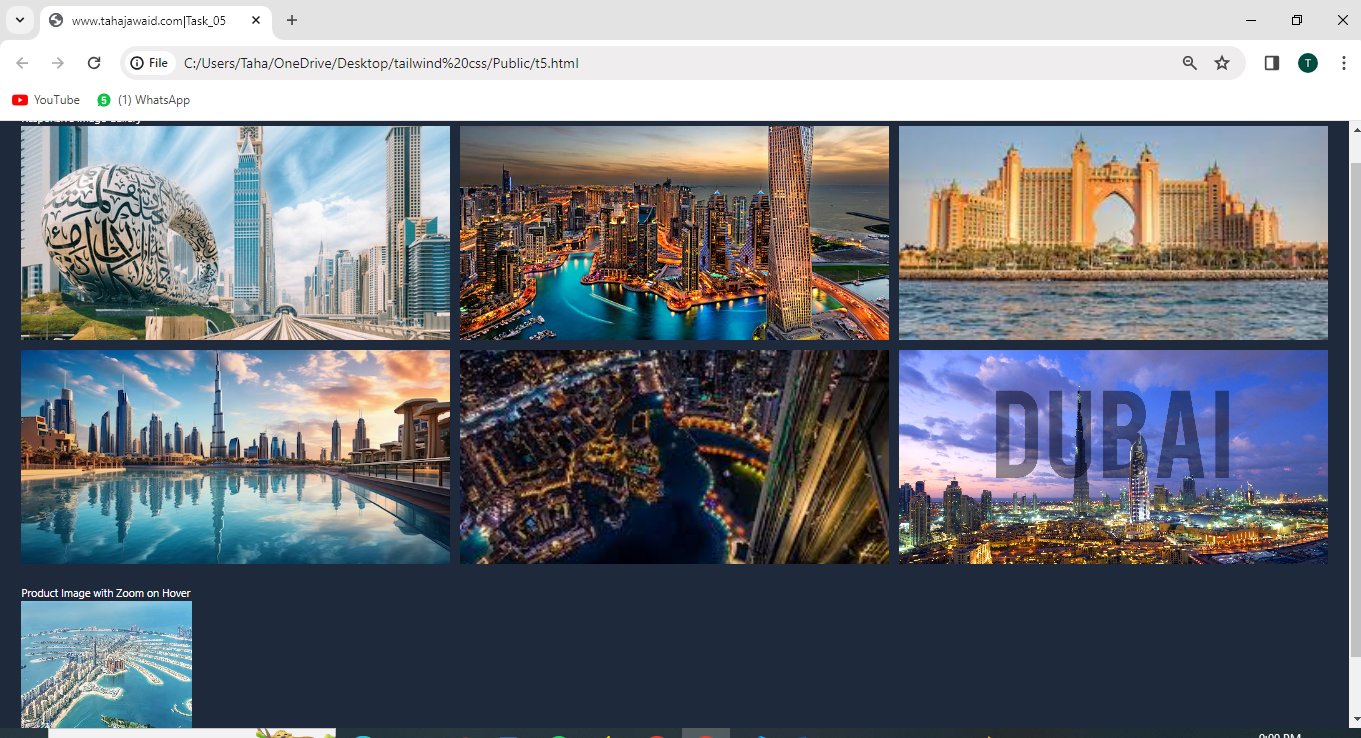 www.tahajawaid.com|Task_05
File
C:/Users/Taha/OneDrive/Desktop/tailwind%20css/Public/t5.html
T
YouTube
(1) WhatsApp
DUBAI
Product Image with Zoom on Hover